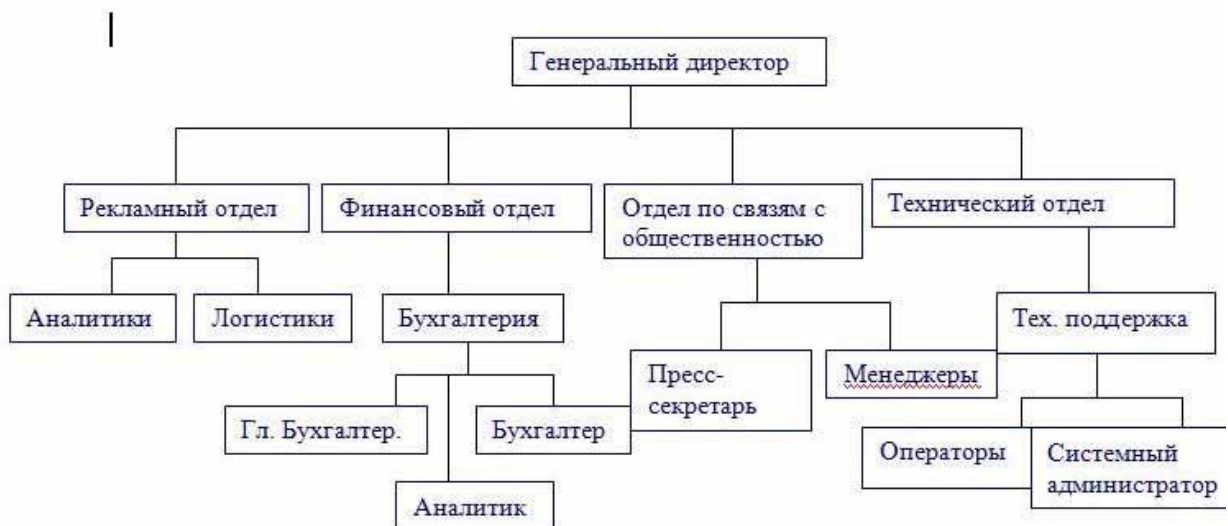 Генеральный директор
Рекламный отдел
Финансовый отдел
Отдел по связям с
общественностью
Технический отдел
Аналитики
Логистики
Бухгалтерия
Тех. поддержка
Пресс-
секретарь
Менеджеры
Гл. Бухгалтер.
Бухгалтер
Операторы
Системный
администратор
Аналитик